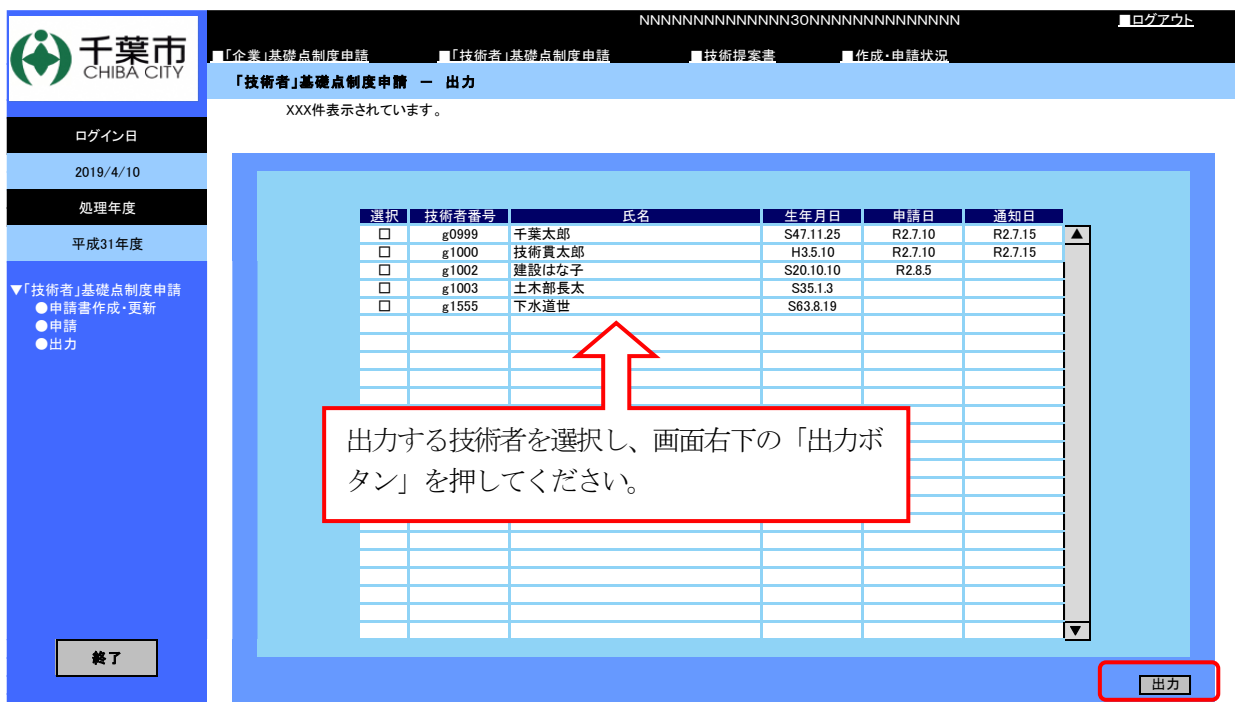 NNNNNNNNNNNNNN30NNNNNNNNNNNNNN
■ログアウト
千葉市
CHIBA CITY
■「企業」基礎点制度申請 ■「技術者」基礎点制度申請 ■技術提案書 ■作成・申請状況
「技術者」基礎点制度申請 － 出力
XXX件表示されています。
ログイン日
2019/4/10
処理年度
平成31年度
▼「技術者」基礎点制度申請
●申請書作成・更新
●申請
●出力
終了
選択 技術者番号 氏名 生年月日 申請日 通知日
□ g0999 千葉太郎 S47.11.25 R2.7.10 R2.7.15 ▲
□ g1000 技術貫太郎 H3.5.10 R2.7.10 R2.7.15
□ g1002 建設はな子 S20.10.10 R2.8.5
□ g1003 土木部長太 S35.1.3
□ g1555 下水道世 S63.8.19
出力する技術者を選択し、画面右下の「出力ボ
タン」を押してください。
▼
出力